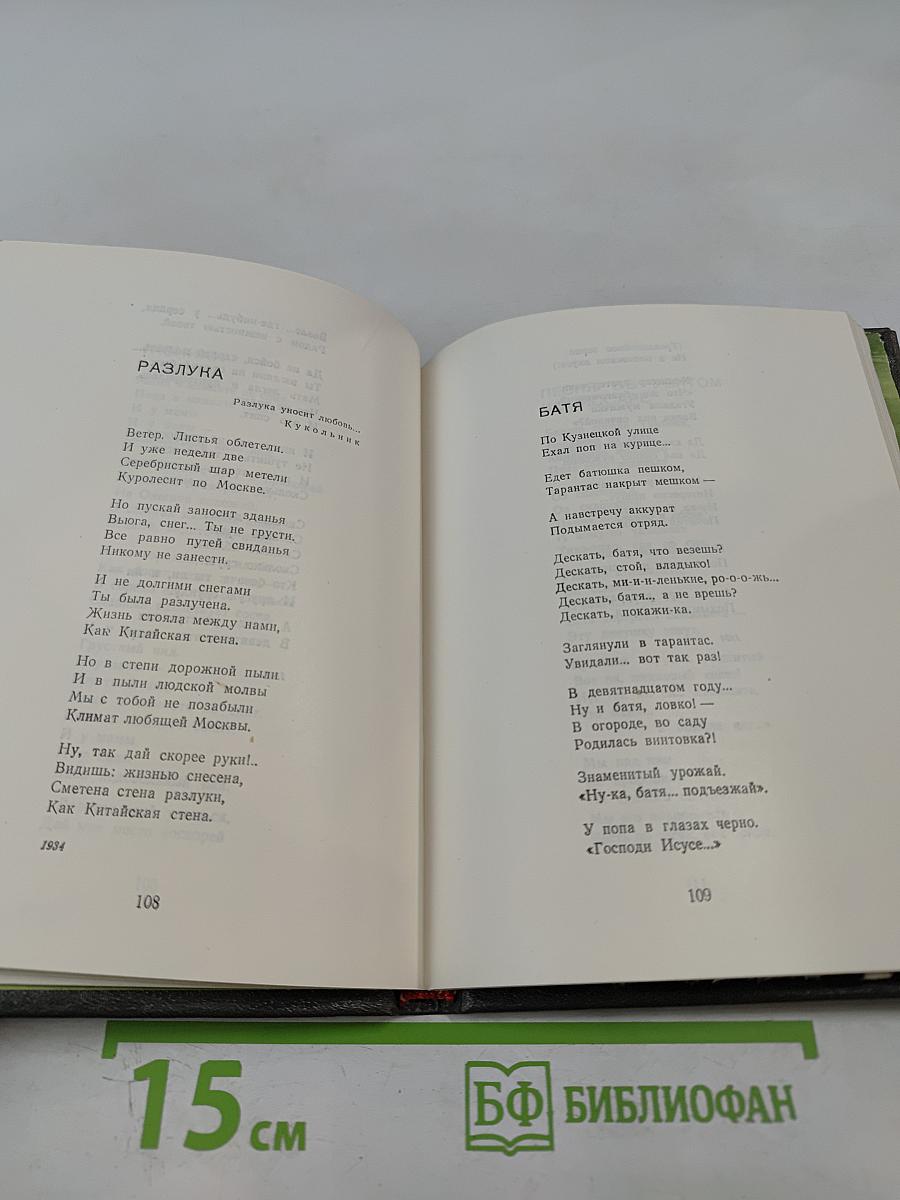 РАЗЛУКА
Разлука уносит любовь...
Кукольник
Ветер. Листья облетели.
И уже недели две
Серебристый шар метели
Куролесит по Москве.
Но пускай заносит зданья
Вьюга, снег... Ты не грусти.
Все равно путей свиданья
Никому не занести.
И не долгими снегами
Ты была разлучена.
Жизнь стояла между нами,
Как Китайская стена.
Но в степи дорожной пыли
И в пыли людской молвы
Мы с тобой не позабыли
Климат любящей Москвы.
Ну, так дай скорее руки!..
Видишь: жизнью снесена,
Сметена стена разлуки,
Как Китайская стена.
1934
108
БАТЯ
По Кузнецкой улице
Ехал поп на курице...
Едет батюшка пешком,
Тарантас накрыт мешком —
А навстречу аккурат
Подымается отряд.
Дескать, батя, что везешь?
Дескать, стой, владыко!
Дескать, ми-и-и-ленькие, ро-о-о-жь...
Дескать, батя... а не врешь?
Дескать, покажи-ка.
Заглянули в тарантас.
Увидали... вот так раз!
В девятнадцатом году...
Ну и батя, ловко! —
В огороде, во саду
Родилась винтовка?!
Знаменитый урожай.
«Ну-ка, батя... подъезжай».
У попа в глазах черно.
«Господи Исусе...»
109
15 см
БФ БИБЛИОФАН